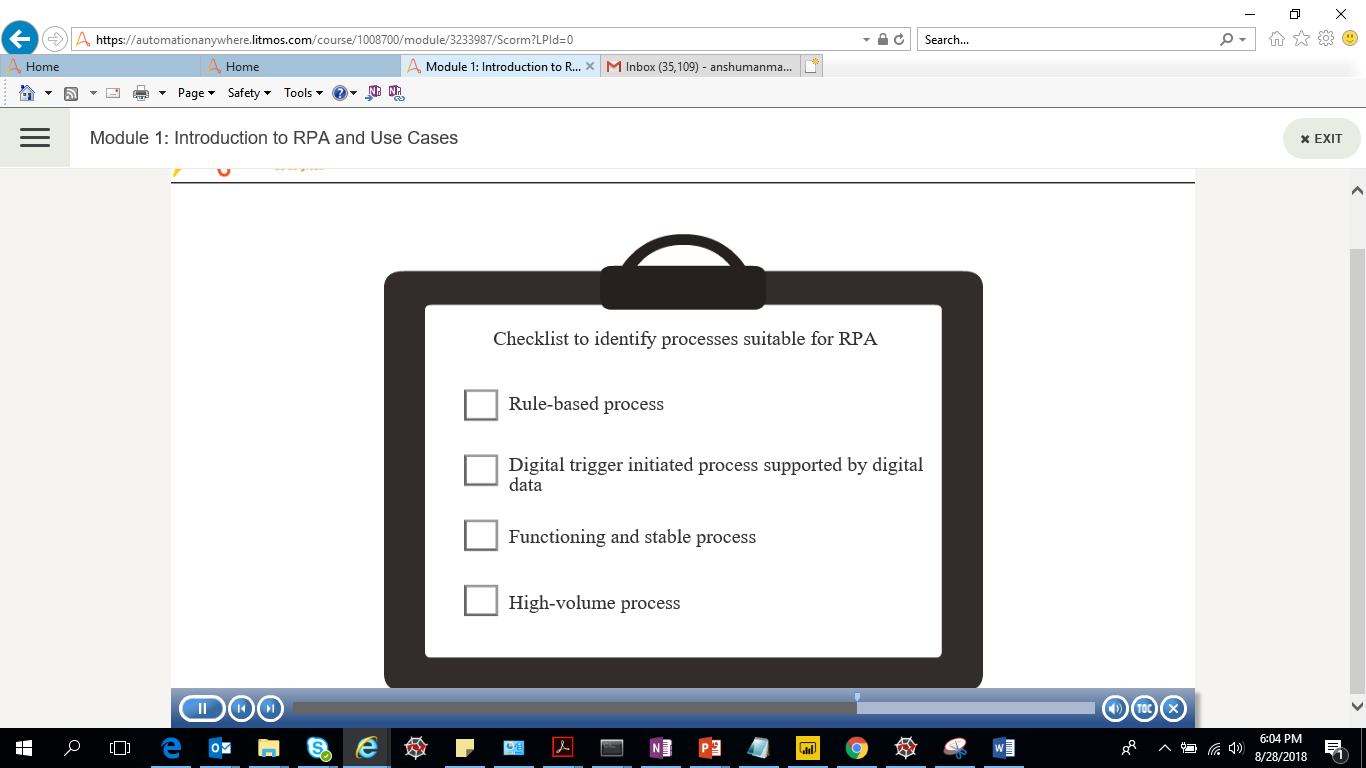 https://automationanywhere.litmos.com/course/1008700/module/3233987/Scorm?LPId=0
Search...
Home
Home
Module 1: Introduction to R...
Inbox (35,109) - anshumanma...
Page
Safety
Tools
Module 1: Introduction to RPA and Use Cases
EXIT
Checklist to identify processes suitable for RPA
Rule-based process
Digital trigger initiated process supported by digital
data
Functioning and stable process
High-volume process
TOC
6:04 PM
8/28/2018
1